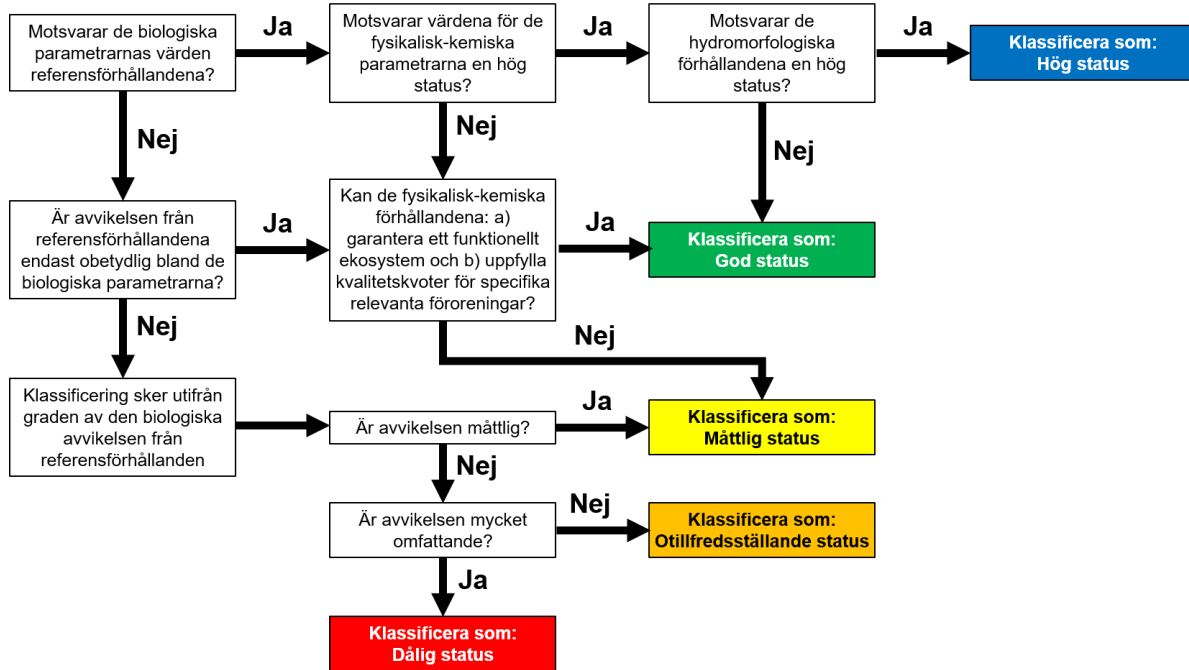 Motsvarar de biologiska
parametrarnas värden
referensförhållandena?
Ja
Motsvarar värdena för de
fysikalisk-kemiska
parametrarna en hög
status?
Ja
Motsvarar de
hydromorfologiska
förhållandena en hög
status?
Ja
Klassificera som:
Hög status
Nej
Nej
Nej
Är avvikelsen från
referensförhållandena
endast obetydlig bland de
biologiska parametrarna?
Ja
Kan de fysikalisk-kemiska
förhållandena: a)
garantera ett funktionellt
ekosystem och b) uppfylla
kvalitetskvoter för specifika
relevanta föroreningar?
Ja
Klassificera som:
God status
Nej
Nej
Klassificering sker utifrån
graden av den biologiska
avvikelsen från
referensförhållanden
Är avvikelsen måttlig?
Ja
Klassificera som:
Måttlig status
Nej
Är avvikelsen mycket
omfattande?
Nej
Klassificera som:
Otillfredsställande status
Ja
Klassificera som:
Dålig status